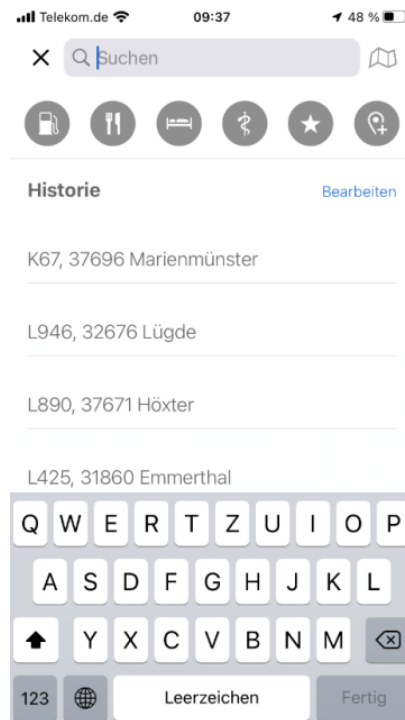 Telekom.de 09:37 48 %
Suchen
Historie Bearbeiten
K67, 37696 Marienmünster
L946, 32676 Lügde
L890, 37671 Höxter
L425, 31860 Emmerthal
Q W E R T Z U I O P
A S D F G H J K L
Y X C V B N M
123 Leerzeichen Fertig